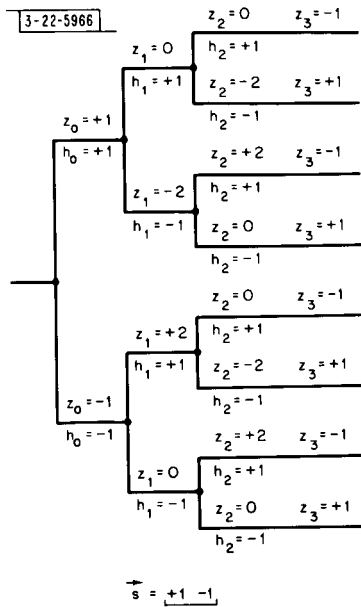 3-22-5966
z₂ = 0 z₃ = −1
z₁ = 0 h₂ = +1
h₁ = +1 z₂ = −2 z₃ = +1
z₀ = +1 h₂ = −1
h₀ = +1 z₂ = +2 z₃ = −1
z₁ = −2 h₂ = +1
h₁ = −1 z₂ = 0 z₃ = +1
h₂ = −1
z₂ = 0 z₃ = −1
z₁ = +2 h₂ = +1
h₁ = +1 z₂ = −2 z₃ = +1
z₀ = −1 h₂ = −1
h₀ = −1 z₂ = +2 z₃ = −1
z₁ = 0 h₂ = +1
h₁ = −1 z₂ = 0 z₃ = +1
h₂ = −1
s⃗ = +1 −1